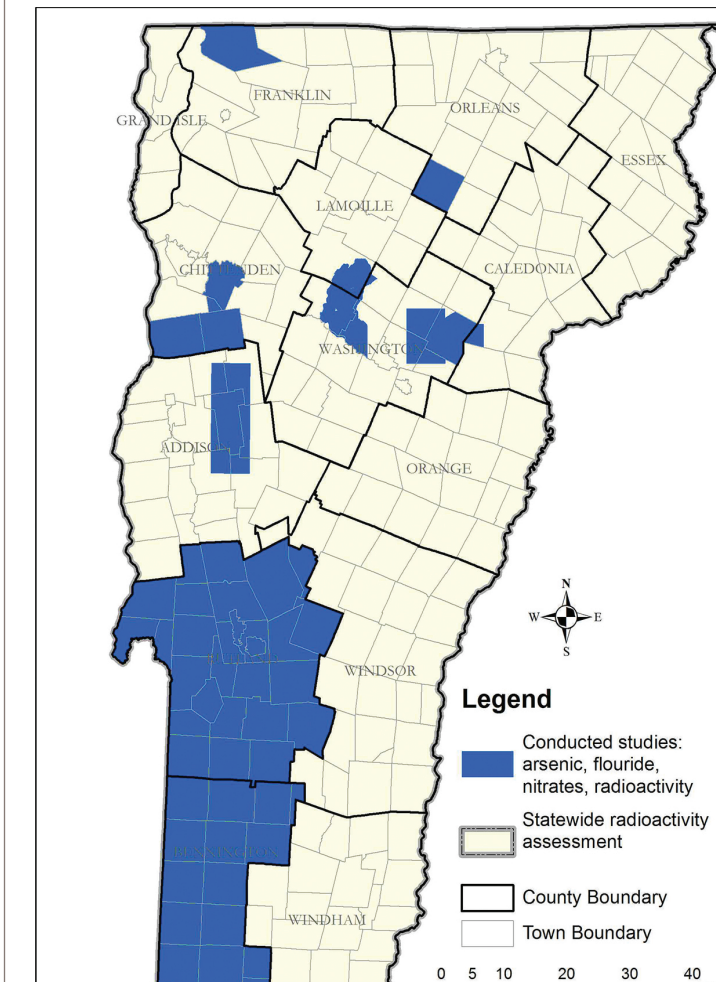 FRANKLIN
ORLEANS
GRAND ISLE
ESSEX
LAMOILLE
CHITTENDEN
CALEDONIA
WASHINGTON
ADDISON
ORANGE
N
W E
S
RUTLAND
WINDSOR
Legend
Conducted studies:
arsenic, flouride,
nitrates, radioactivity
Statewide radioactivity
assessment
BENNINGTON
County Boundary
WINDHAM
Town Boundary
0 5 10 20 30 40